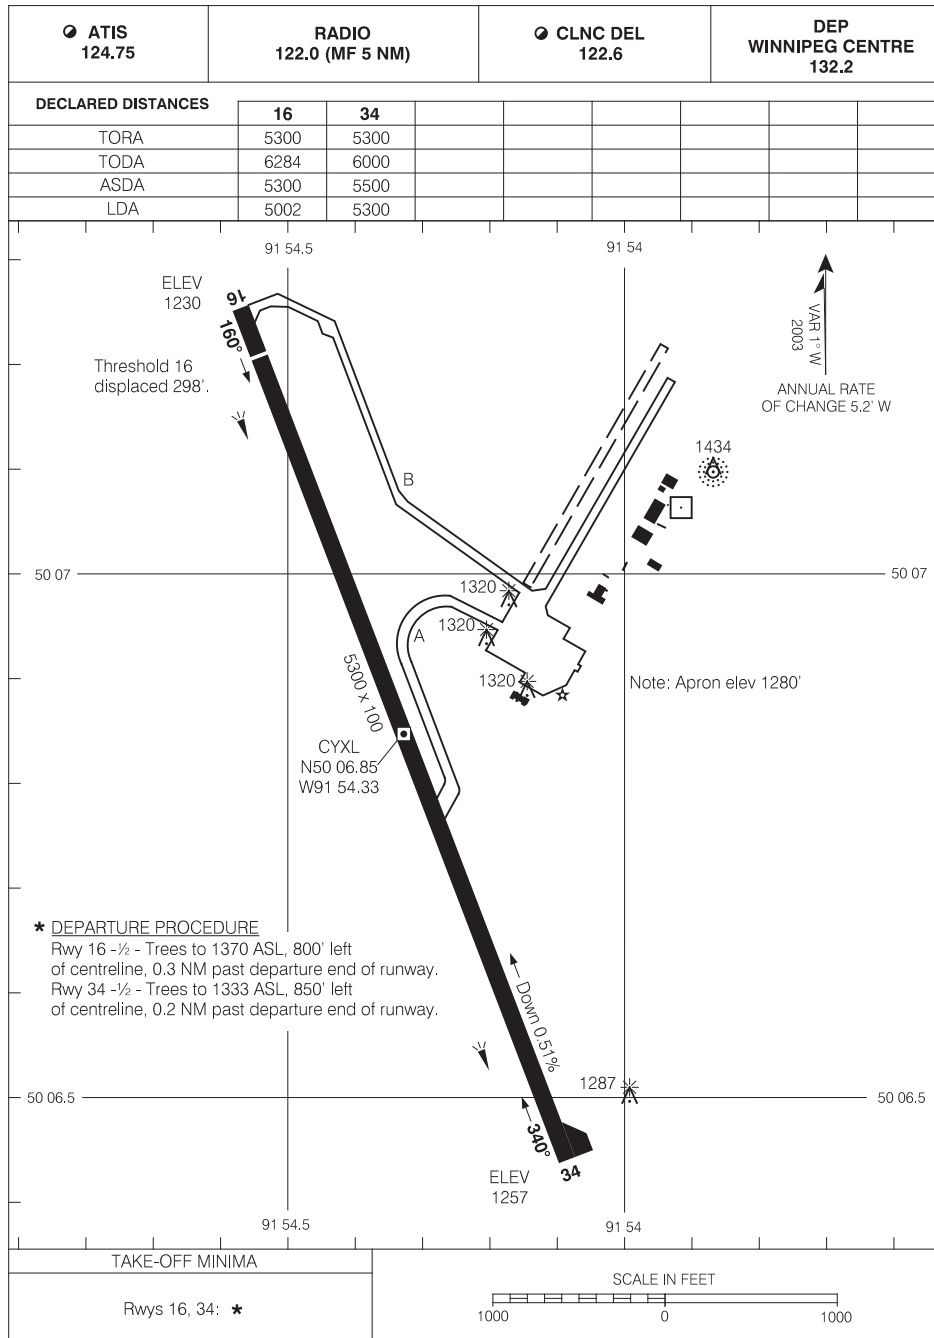 ATIS
124.75
RADIO
122.0 (MF 5 NM)
CLNC DEL
122.6
DEP
WINNIPEG CENTRE
132.2
DECLARED DISTANCES
16 34
TORA 5300 5300
TODA 6284 6000
ASDA 5300 5500
LDA 5002 5300
91 54.5 91 54
ELEV
1230
16
160°
Threshold 16
displaced 298'.
VAR 1° W
2003
ANNUAL RATE
OF CHANGE 5.2' W
1434
B
50 07 50 07
1320
1320
A
1320
Note: Apron elev 1280'
5300 x 100
CYXL
N50 06.85
W91 54.33
* DEPARTURE PROCEDURE
Rwy 16 -½ - Trees to 1370 ASL, 800' left
of centreline, 0.3 NM past departure end of runway.
Rwy 34 -½ - Trees to 1333 ASL, 850' left
of centreline, 0.2 NM past departure end of runway.
Down 0.51%
1287
50 06.5 50 06.5
340°
34
ELEV
1257
91 54.5 91 54
TAKE-OFF MINIMA
Rwys 16, 34: *
SCALE IN FEET
1000 0 1000